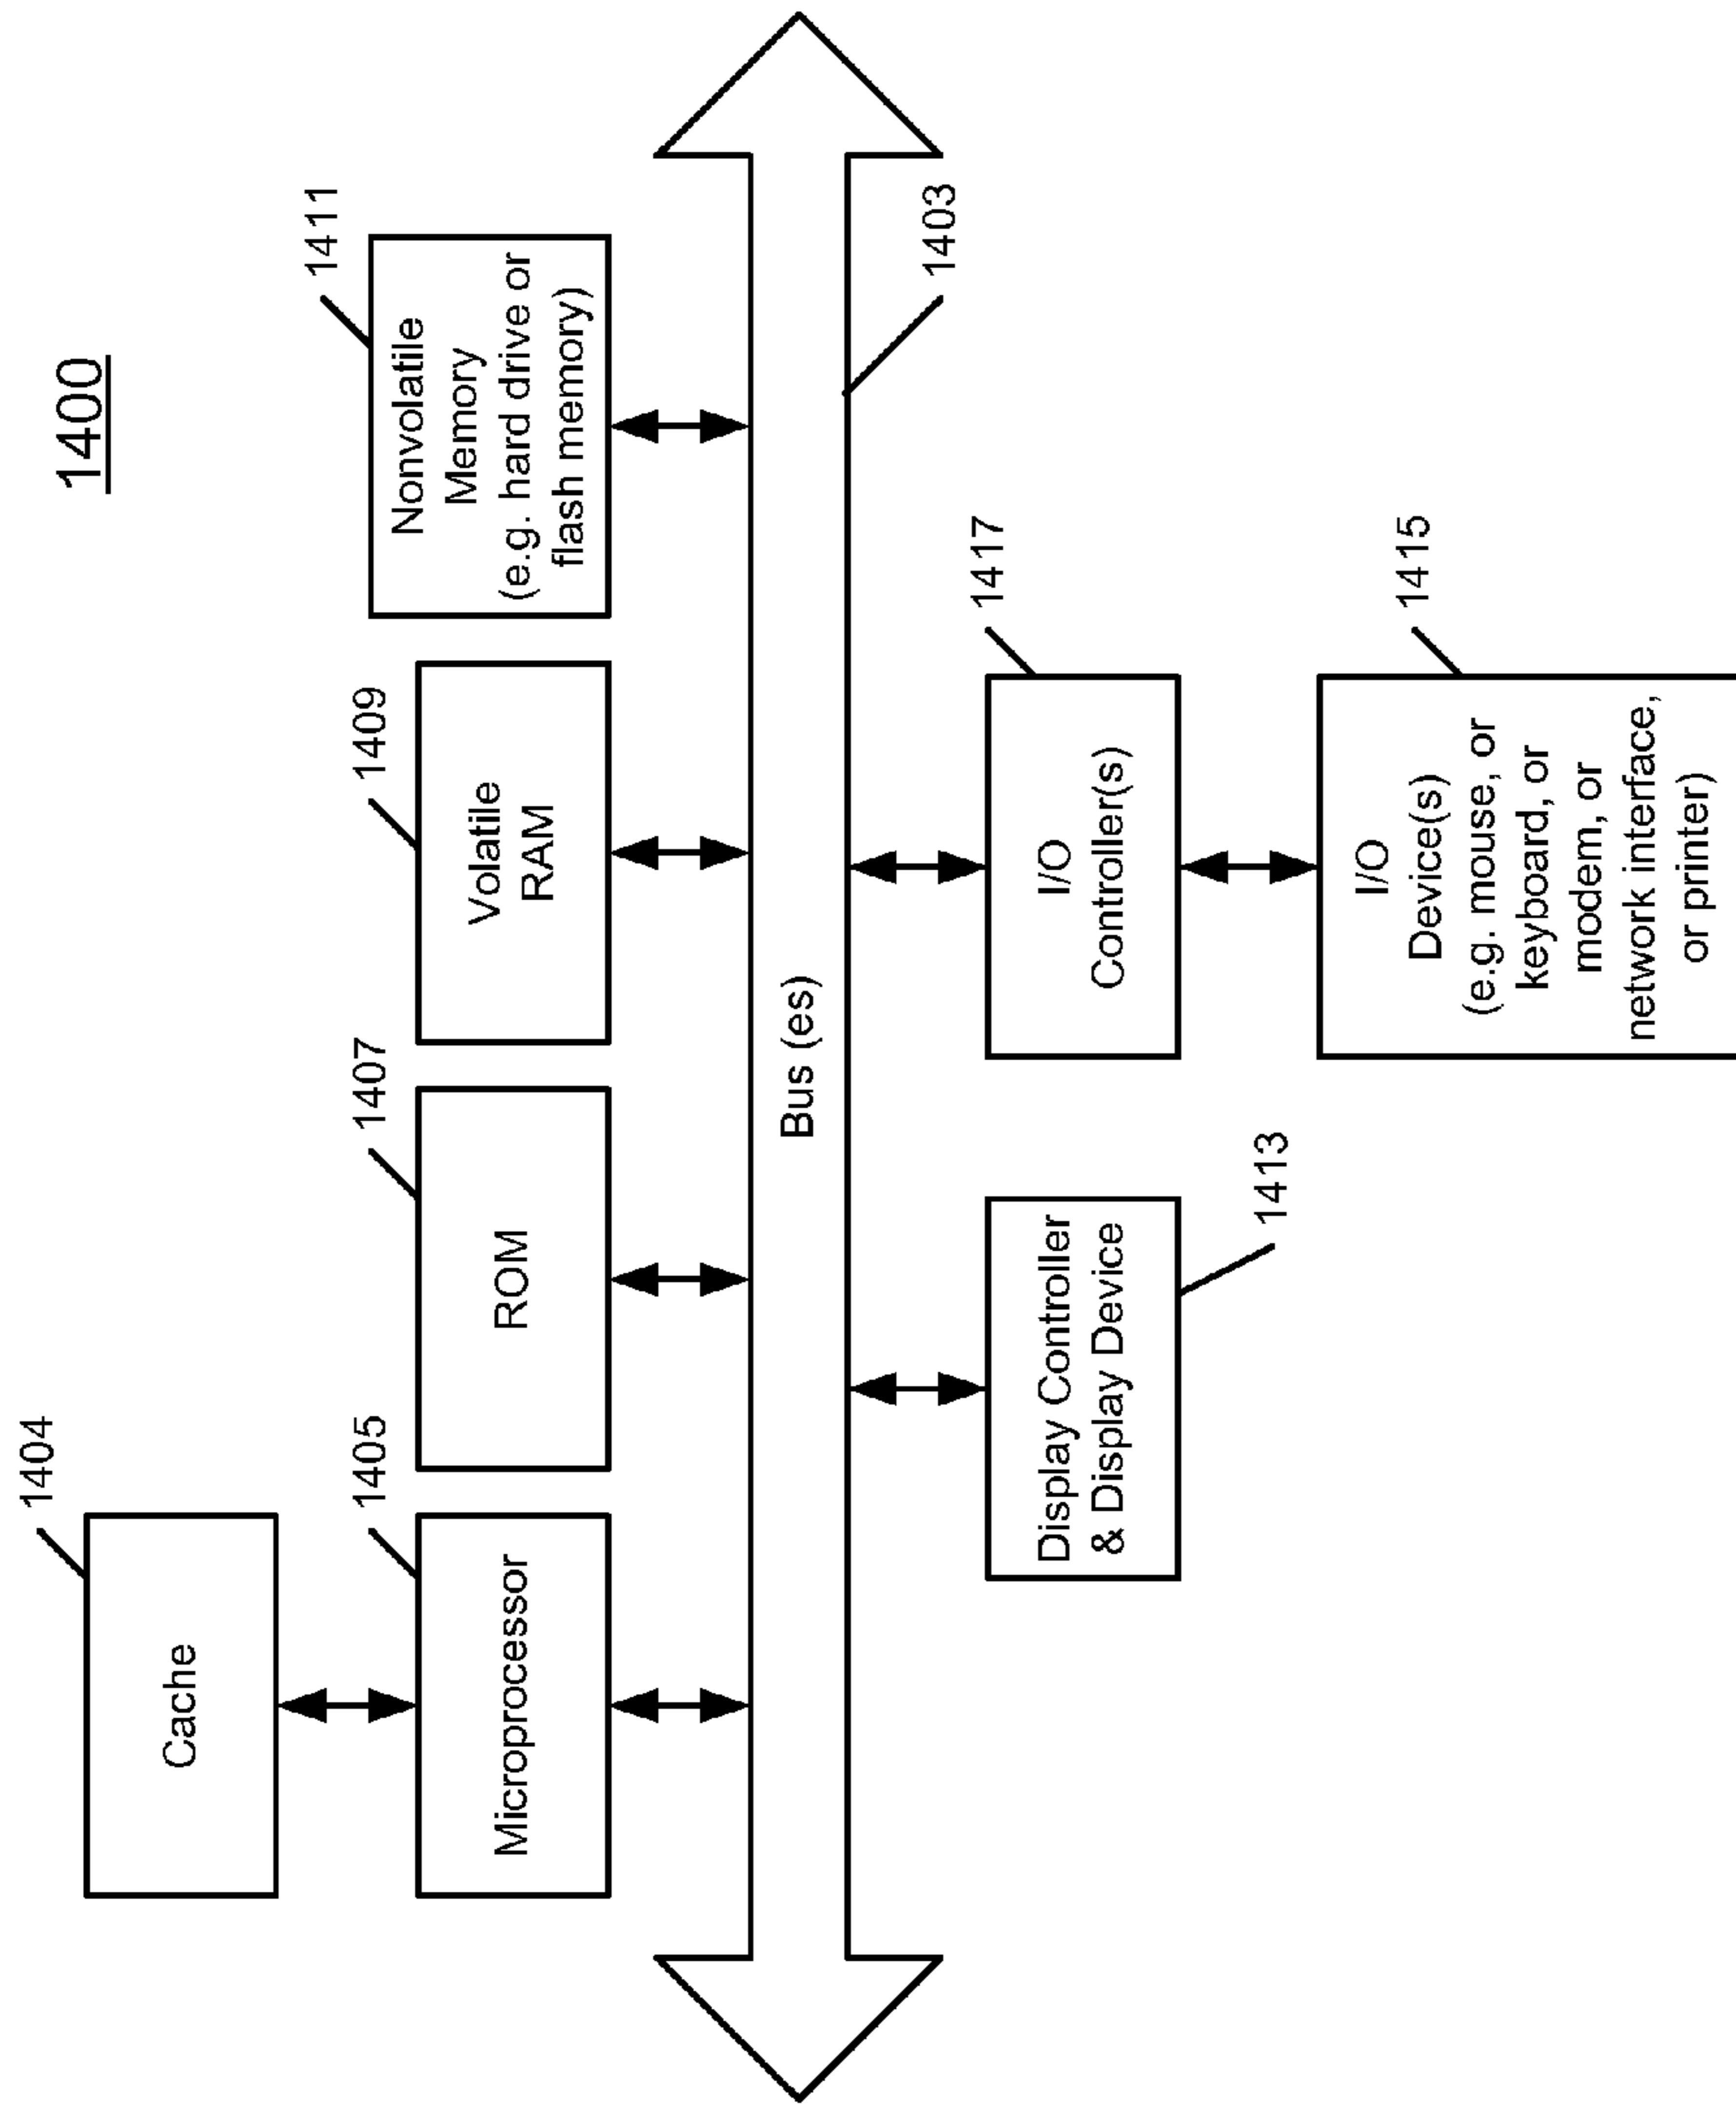 1400
1404
Cache
1405
Microprocessor
1407
ROM
1409
Volatile
RAM
1411
Nonvolatile
Memory
(e.g. hard drive or
flash memory)
Bus (es)
1403
Display Controller
& Display Device
1413
I/O
Controller(s)
1417
I/O
Device(s)
(e.g. mouse, or
keyboard, or
modem, or
network interface,
or printer)
1415